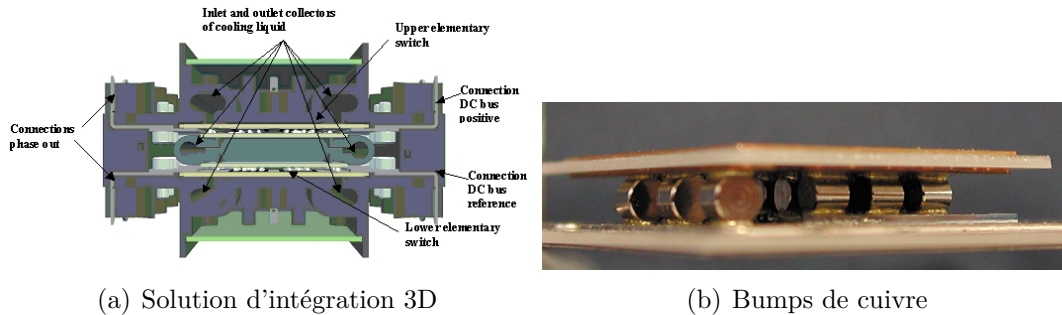 Inlet and outlet collectors
of cooling liquid
Upper elementary
switch
Connection
DC bus
positive
Connections
phase out
Connection
DC bus
reference
Lower elementary
switch
(a) Solution d'intégration 3D
(b) Bumps de cuivre